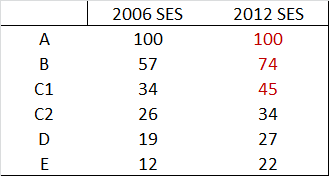 2006 SES 2012 SES
A 100 100
B 57 74
C1 34 45
C2 26 34
D 19 27
E 12 22